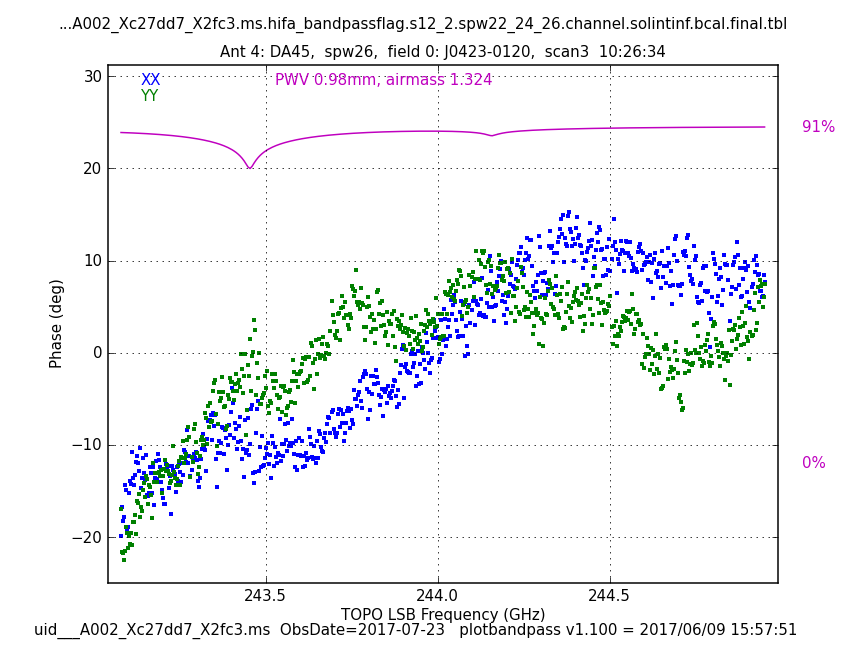 ...A002_Xc27dd7_X2fc3.ms.hifa_bandpassflag.s12_2.spw22_24_26.channel.solintinf.bcal.final.tbl
Ant 4: DA45,  spw26,  field 0: J0423-0120,  scan3  10:26:34
XX
YY
PWV 0.98mm, airmass 1.324
91%
0%
30
20
10
0
−10
−20
Phase (deg)
243.5
244.0
244.5
TOPO LSB Frequency (GHz)
uid___A002_Xc27dd7_X2fc3.ms  ObsDate=2017-07-23   plotbandpass v1.100 = 2017/06/09 15:57:51